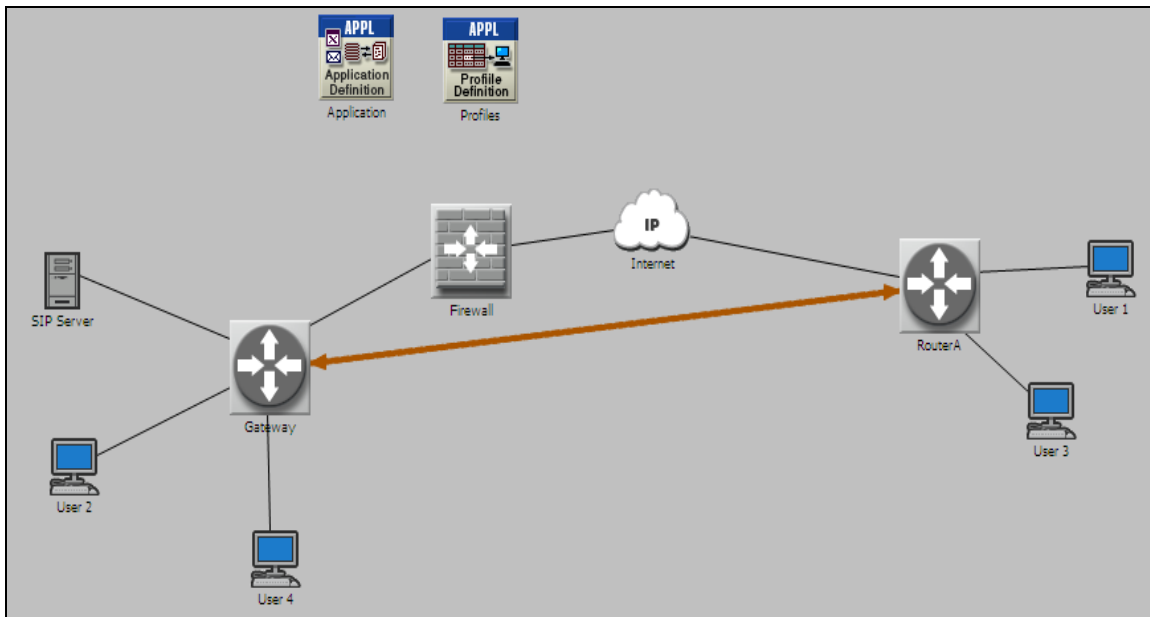 APPL
Application
Definition
Application
APPL
Profile
Definition
Profiles
IP
Internet
Firewall
SIP Server
Gateway
RouterA
User 1
User 3
User 2
User 4